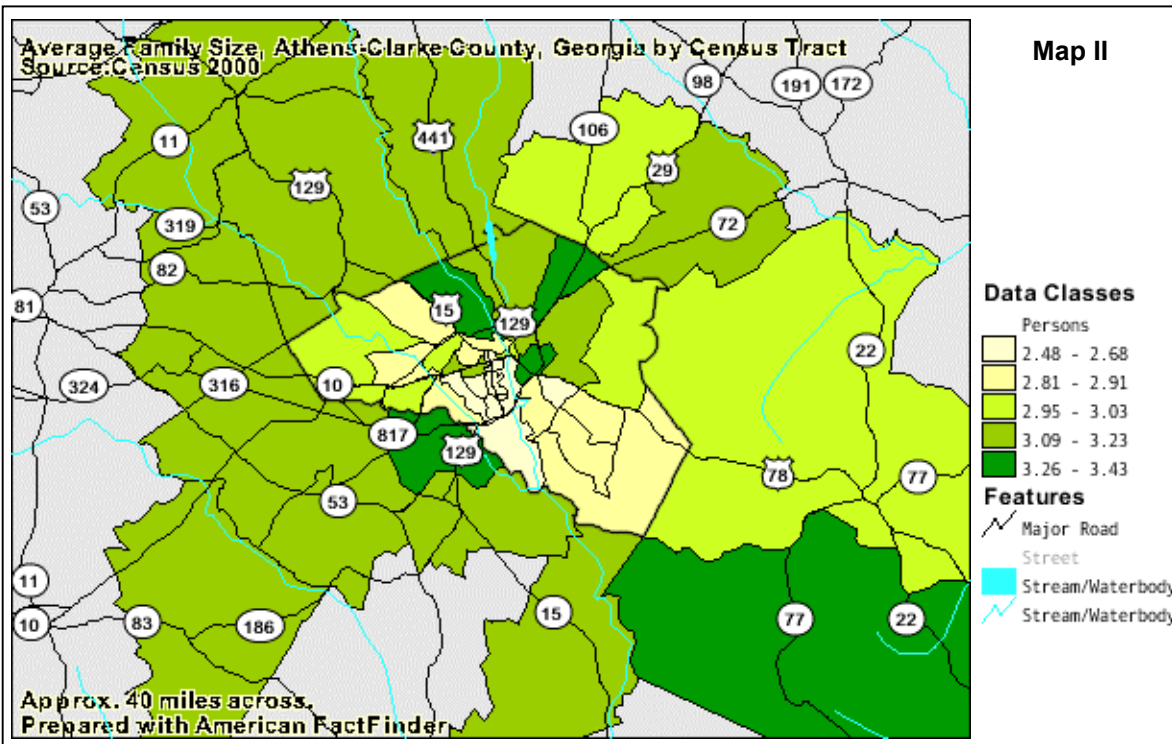 Average Family Size, Athens-Clarke County, Georgia by Census Tract
Source:Census 2000
Map II
98
191
172
106
441
11
29
129
53
319
72
82
15
129
81
22
324
316
10
817
129
78
77
53
11
10
83
186
15
77
22
Data Classes
Persons
2.48 - 2.68
2.81 - 2.91
2.95 - 3.03
3.09 - 3.23
3.26 - 3.43
Features
Major Road
Street
Stream/Waterbody
Stream/Waterbody
Approx. 40 miles across.
Prepared with American FactFinder